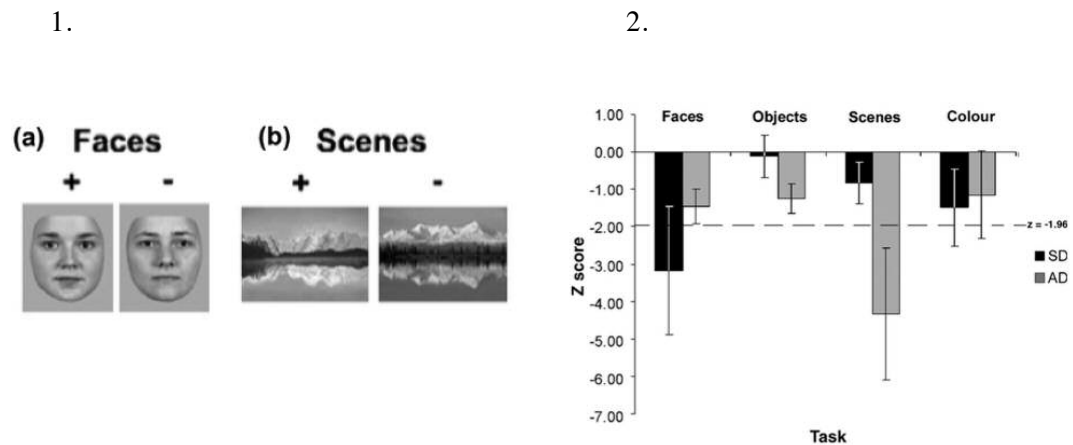 1.
2.
(a) Faces
+ -
(b) Scenes
+ -
Faces Objects Scenes Colour
1.00
0.00
-1.00
-2.00
-3.00
-4.00
-5.00
-6.00
-7.00
Z score
z = -1.96
SD
AD
Task